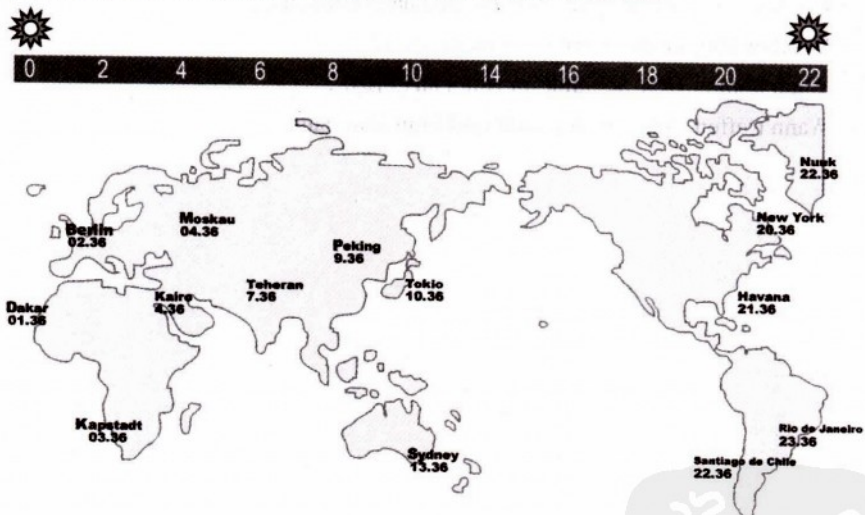 0 2 4 6 8 10 14 16 18 20 22
Kann
Nuuk
22.36
New York
20.36
Moskau
04.36
Berlin
02.36
Peking
9.36
Kairo
4.36
Teheran
7.36
Tokio
10.36
Havana
21.36
Dakar
01.36
Kapstadt
03.36
Sydney
13.36
Rio de Janeiro
23.36
Santiago de Chile
22.36